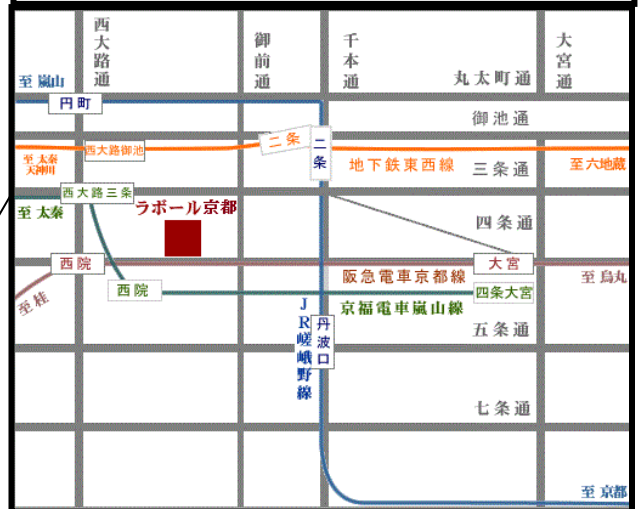 西大路通
御前通
千本通
大宮通
至 嵐山
丸太町通
円町
御池通
二条
二条
至 太秦
天神川
西大路御池
地下鉄東西線
三条通
至六地蔵
西大路三条
至 太秦
ラボール京都
四条通
西院
大宮
阪急電車京都線
至 烏丸
至 桂
西院
四条大宮
京福電車嵐山線
JR嵯峨野線
丹波口
五条通
七条通
至 京都